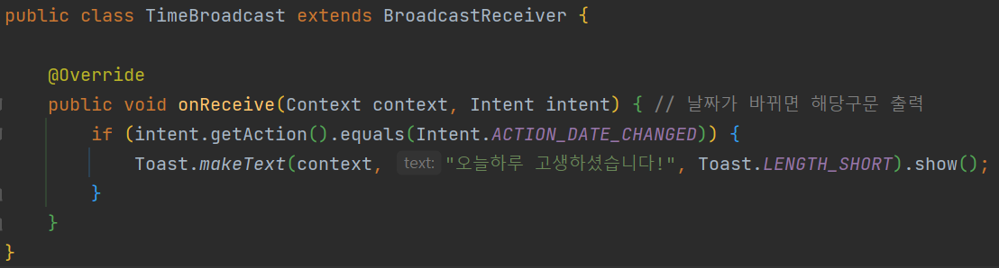 public class TimeBroadcast extends BroadcastReceiver {
@Override
public void onReceive(Context context, Intent intent) { // 날짜가 바뀌면 해당구문 출력
if (intent.getAction().equals(Intent.ACTION_DATE_CHANGED)) {
Toast.makeText(context, text: "오늘하루 고생하셨습니다!", Toast.LENGTH_SHORT).show();
}
}
}